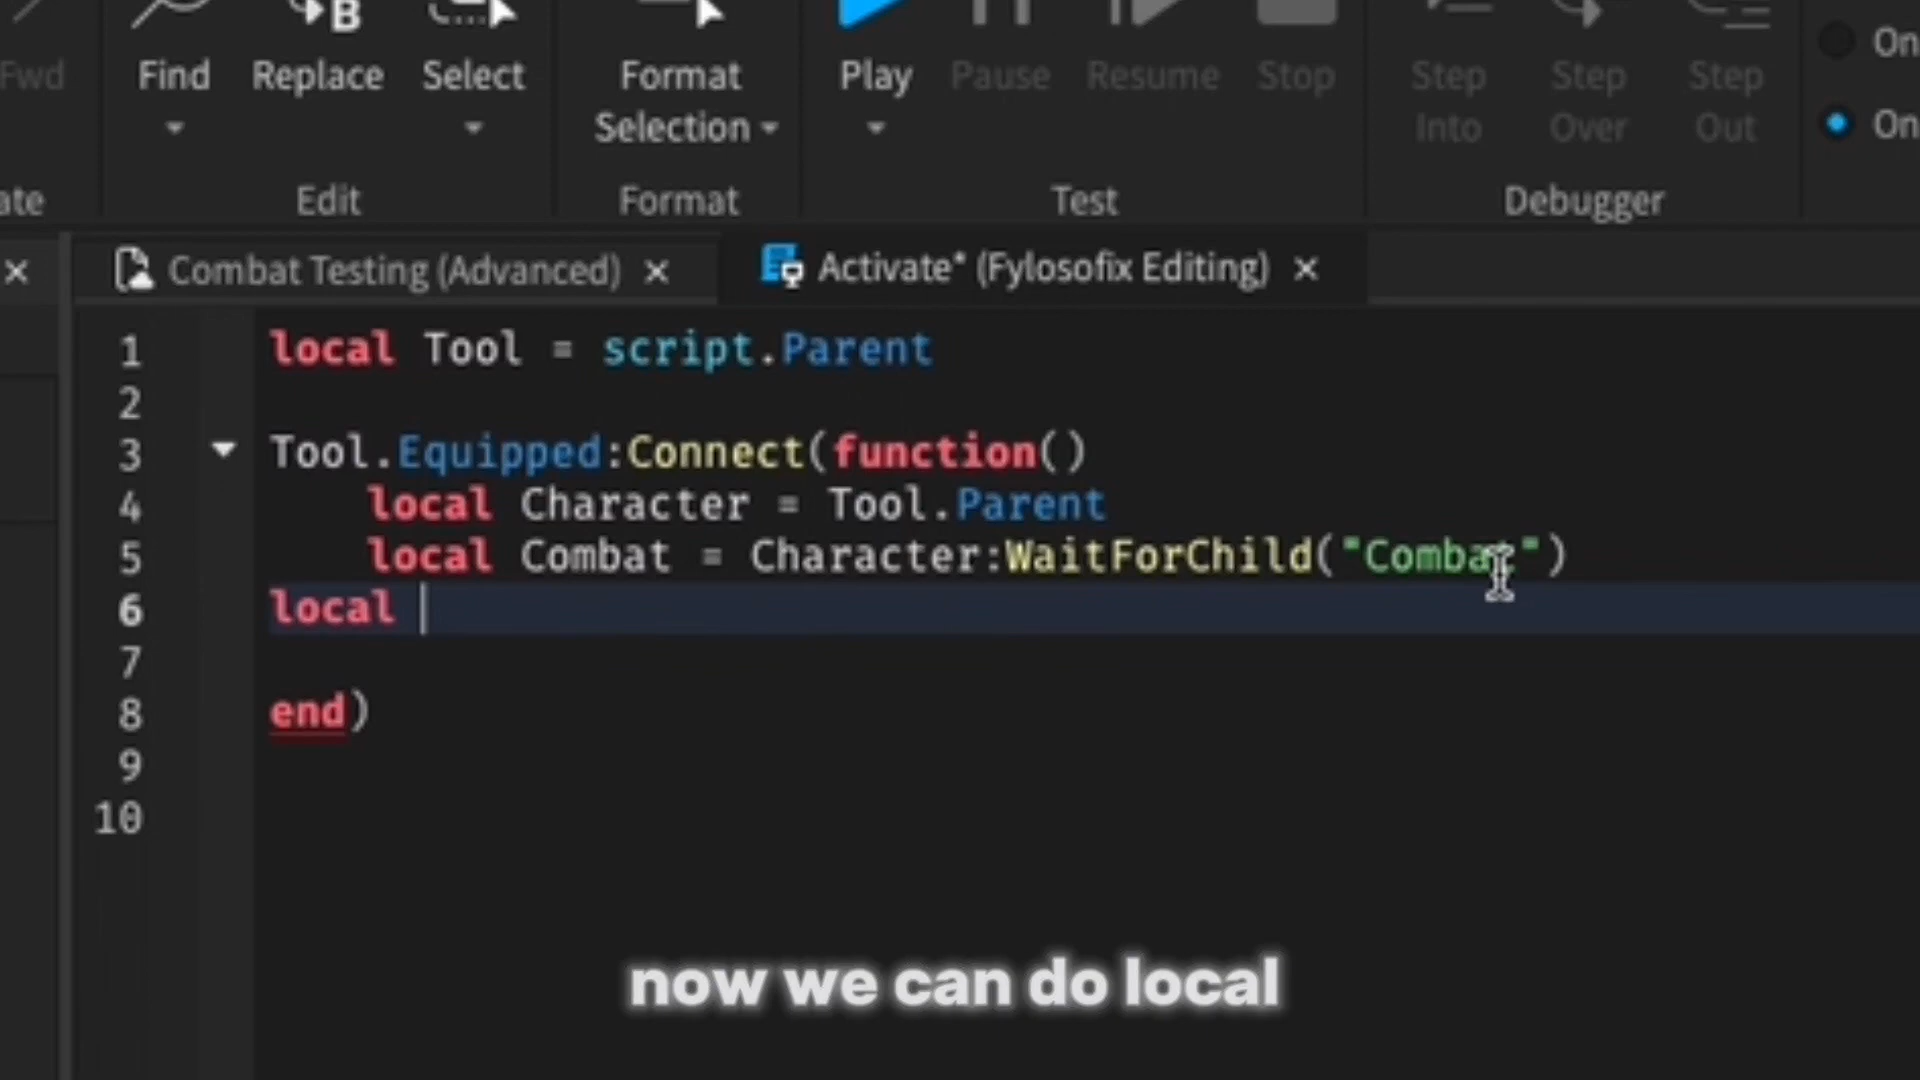 Fwd
Find
Replace
Select
Format
Selection
Play
Pause
Resume
Stop
Step
Into
Step
Over
Step
Out
On
On
ate
Edit
Format
Test
Debugger
Combat Testing (Advanced) ×
Activate* (Fylosofix Editing) ×
1 local Tool = script.Parent
2
3 Tool.Equipped:Connect(function()
4 local Character = Tool.Parent
5 local Combat = Character:WaitForChild("Combat")
6 local
7
8 end)
9
10
now we can do local